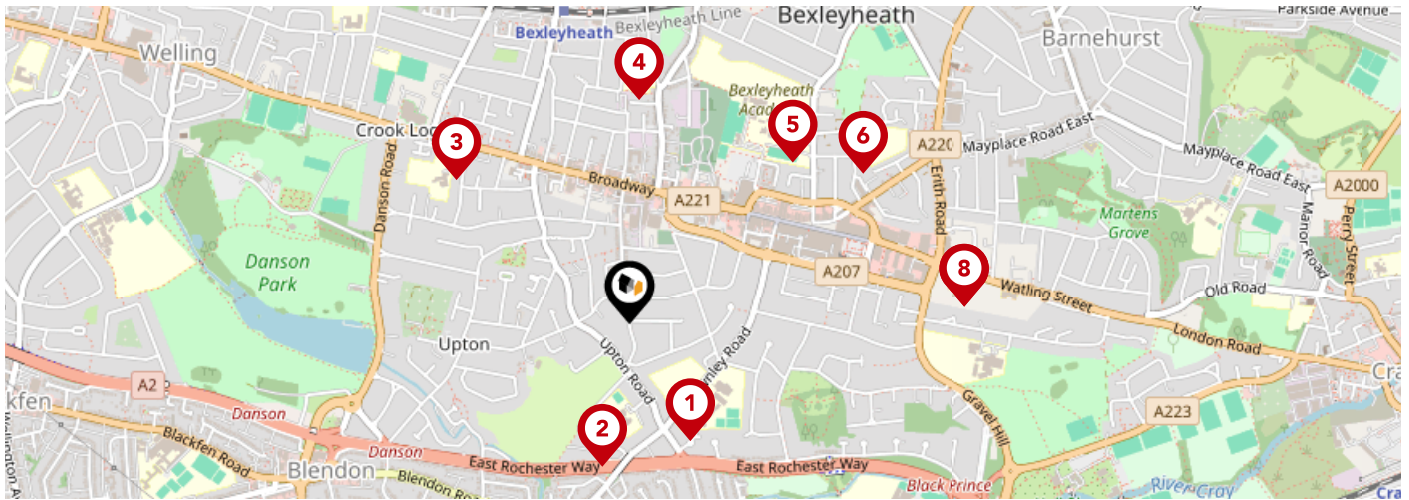 Parkside Avenue
Bexleyheath
Bexleyheath Line
Bexleyheath
Barnehurst
Welling
4
Bexleyheath
5
6
Crook
3
A220
Mayplace Road East
Mayplace Road East
Danson Road
Broadway
A221
Erith Road
A2000
Martens
Grove
Manor Road
Perry Street
Danson
Park
A207
8
Watling Street
Old Road
London Road
Upton
Upton Road
A2
1
Gravel Hill
A223
Danson
2
Blackfen Road
Danson
East Rochester Way
East Rochester Way
Blendon
Blendon
Black Prince
River Cray